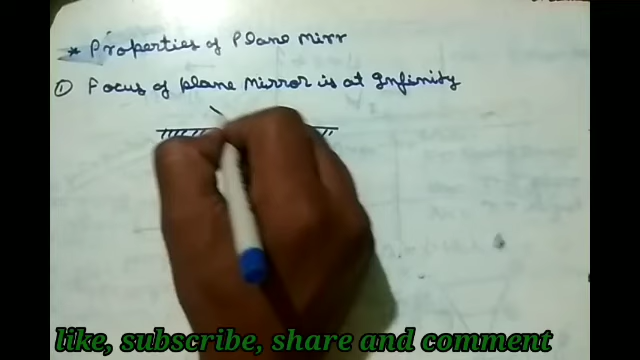 * Properties of Plane Mirr
① Focus of plane Mirror is at Infinity
like, subscribe, share and comment